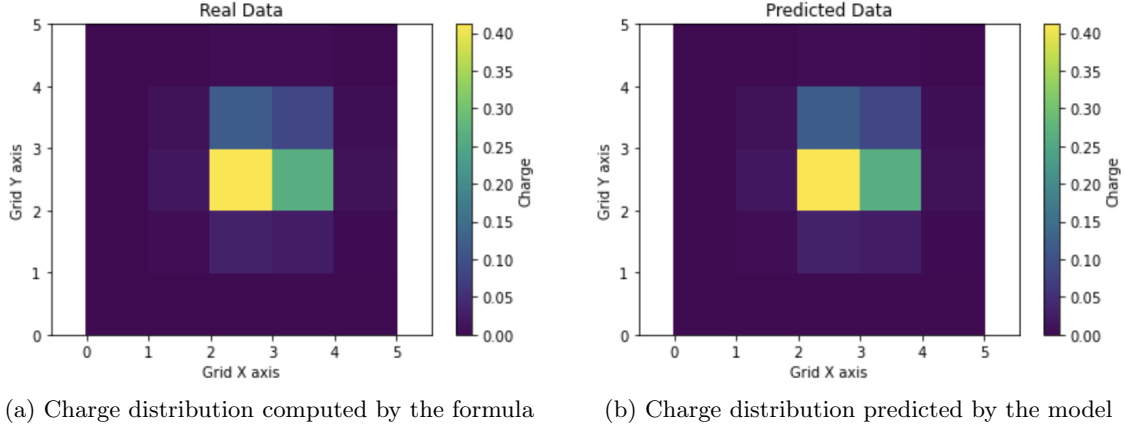 Real Data
5
4
3
2
1
0
Grid Y axis
0 1 2 3 4 5
Grid X axis
0.40
0.35
0.30
0.25
0.20
0.15
0.10
0.05
0.00
Charge
(a) Charge distribution computed by the formula
Predicted Data
5
4
3
2
1
0
Grid Y axis
0 1 2 3 4 5
Grid X axis
0.40
0.35
0.30
0.25
0.20
0.15
0.10
0.05
0.00
Charge
(b) Charge distribution predicted by the model